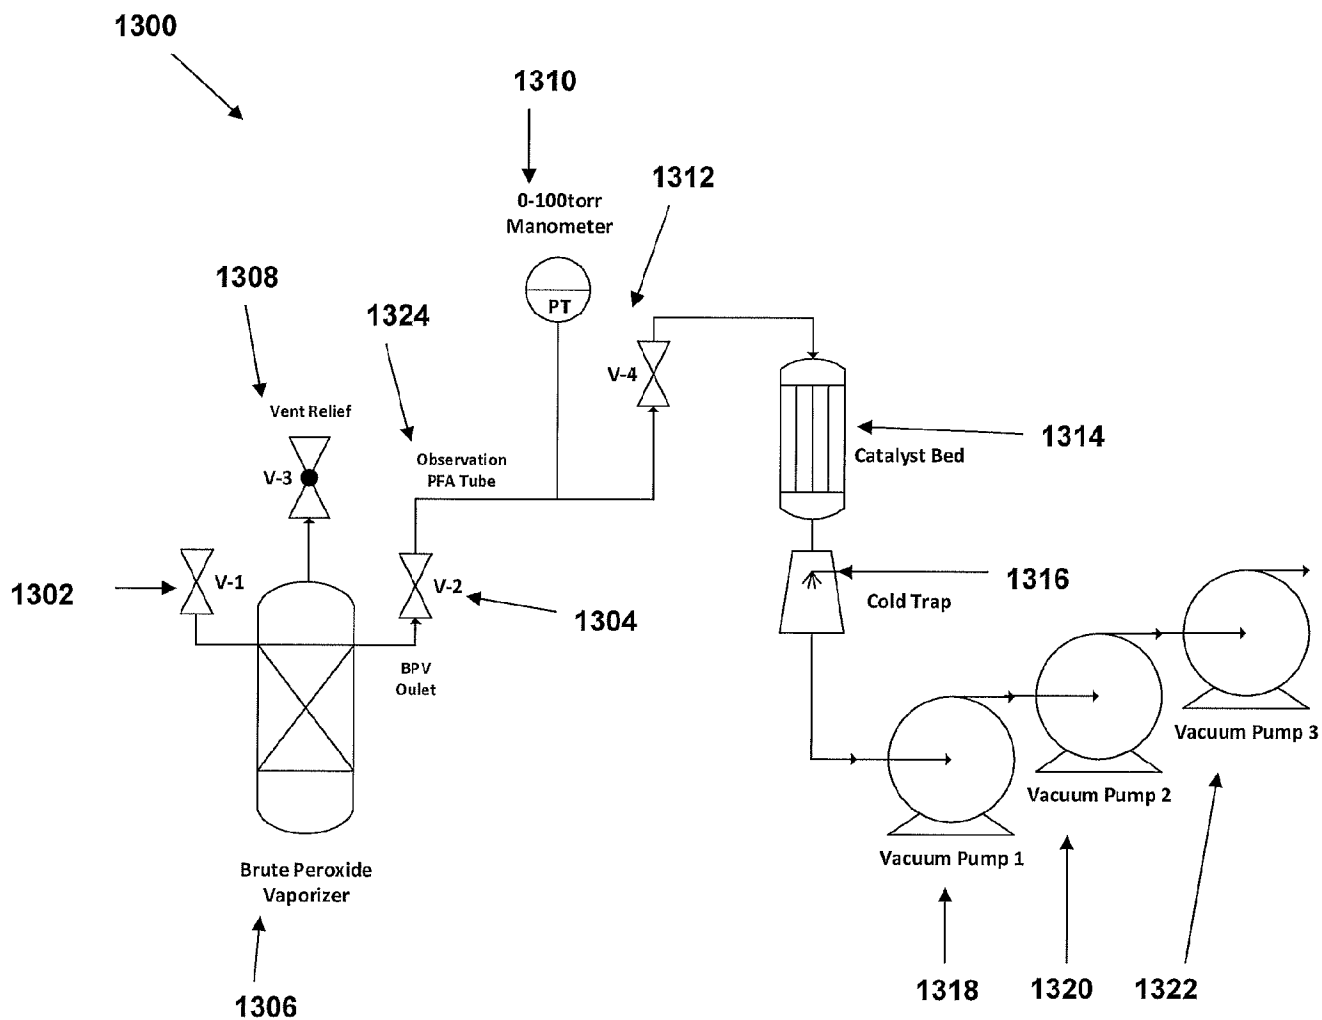 1300
1310
0-100torr
Manometer
1312
1308
1324
PT
V-4
Vent Relief
V-3
Observation
PFA Tube
1314
Catalyst Bed
1302
V-1
V-2
1304
1316
Cold Trap
BPV
Oulet
Vacuum Pump 3
Vacuum Pump 2
Vacuum Pump 1
Brute Peroxide
Vaporizer
1306
1318
1320
1322